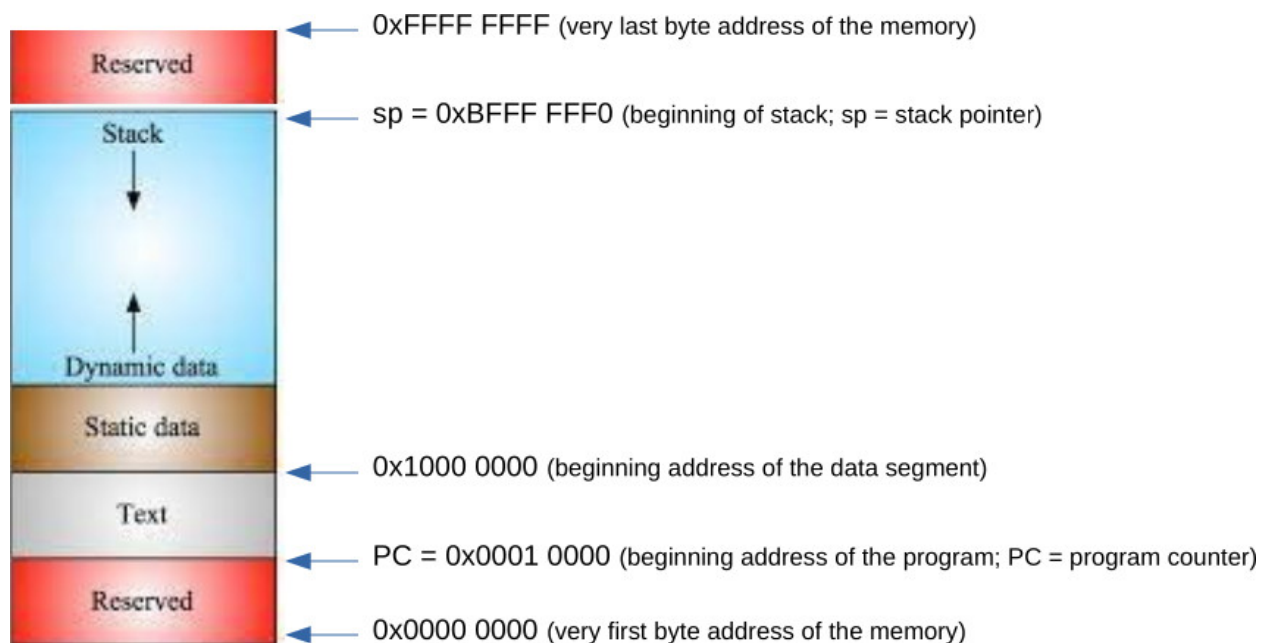 0xFFFF FFFF (very last byte address of the memory)
Reserved
sp = 0xBFFF FFF0 (beginning of stack; sp = stack pointer)
Stack
Dynamic data
Static data
0x1000 0000 (beginning address of the data segment)
Text
PC = 0x0001 0000 (beginning address of the program; PC = program counter)
Reserved
0x0000 0000 (very first byte address of the memory)